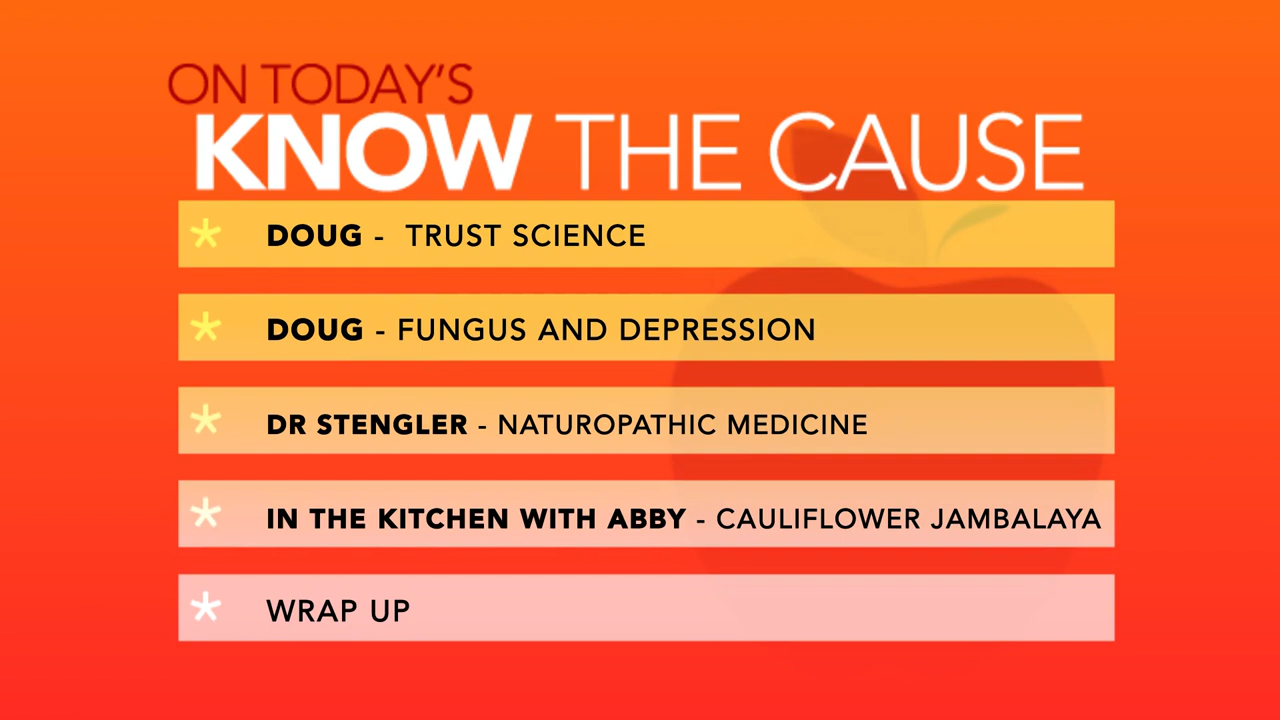 ON TODAY'S
KNOW THE CAUSE
* DOUG - TRUST SCIENCE
* DOUG - FUNGUS AND DEPRESSION
* DR STENGLER - NATUROPATHIC MEDICINE
* IN THE KITCHEN WITH ABBY - CAULIFLOWER JAMBALAYA
* WRAP UP